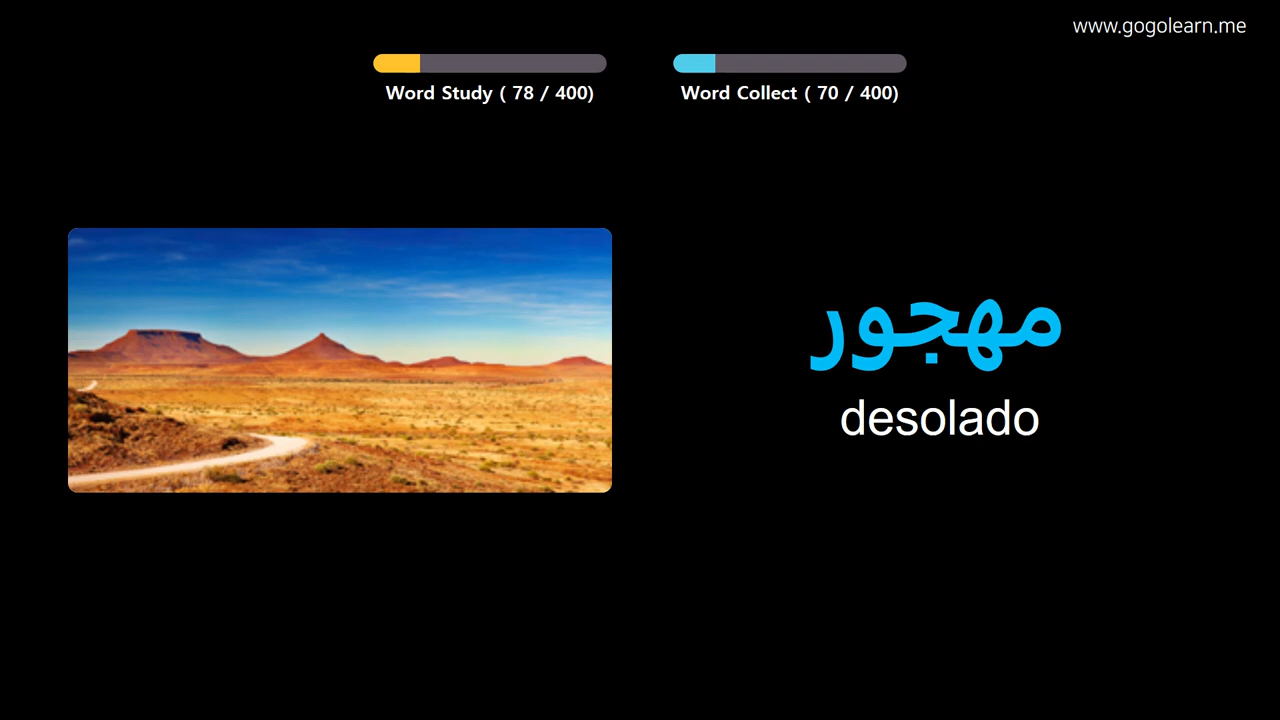 www.gogolearn.me
Word Study ( 78 / 400)
Word Collect ( 70 / 400)
مهجور
desolado